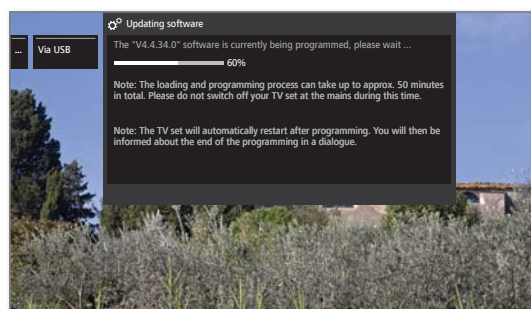 Updating software
... Via USB
The "V4.4.34.0" software is currently being programmed, please wait ...
60%
Note: The loading and programming process can take up to approx. 50 minutes
in total. Please do not switch off your TV set at the mains during this time.
Note: The TV set will automatically restart after programming. You will then be
informed about the end of the programming in a dialogue.